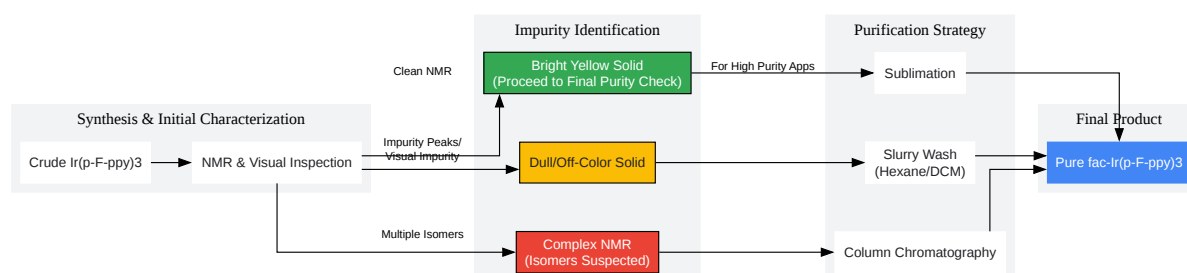 Impurity Identification
Purification Strategy
Clean NMR
Bright Yellow Solid
(Proceed to Final Purity Check)
For High Purity Apps
Sublimation
Synthesis & Initial Characterization
Final Product
Crude Ir(p-F-ppy)3
NMR & Visual Inspection
Impurity Peaks/
Visual Impurity
Dull/Off-Color Solid
Slurry Wash
(Hexane/DCM)
Pure fac-Ir(p-F-ppy)3
Multiple Isomers
Complex NMR
(Isomers Suspected)
Column Chromatography